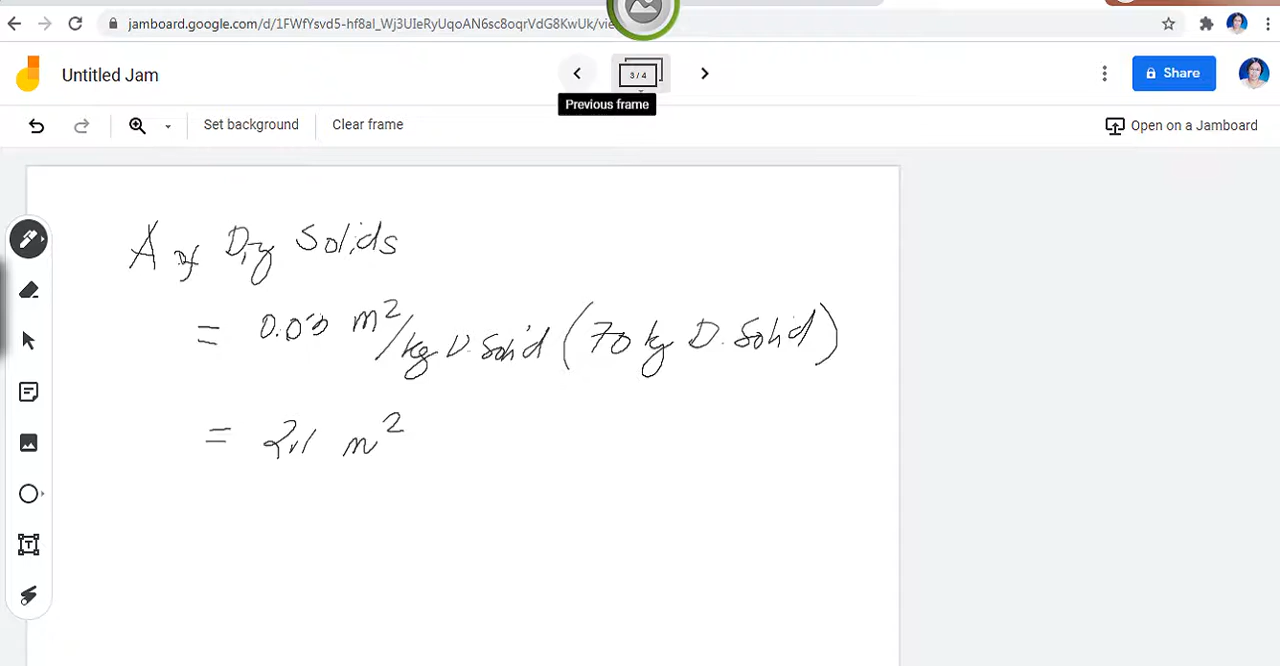 jamboard.google.com/d/1FWfYsvd5-hf8al_Wj3UIeRyUqoAN6sc8oqrVdG8KwUk/vie
Untitled Jam
3 / 4
Share
Previous frame
Set background
Clear frame
Open on a Jamboard
A of Dry Solids
= 0.03 m²/kg D. Solid (70 kg D. Solid)
= 2.1 m²